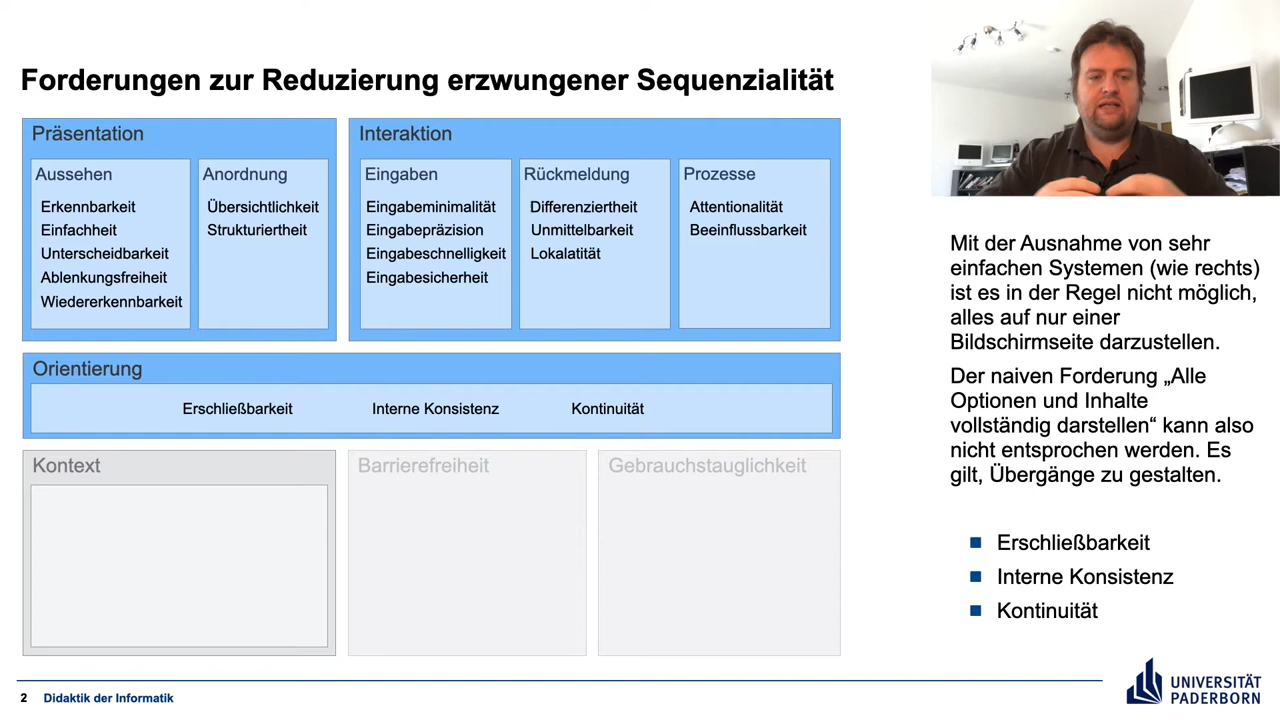 Forderungen zur Reduzierung erzwungener Sequenzialität
Präsentation
Aussehen
Erkennbarkeit
Einfachheit
Unterscheidbarkeit
Ablenkungsfreiheit
Wiedererkennbarkeit
Anordnung
Übersichtlichkeit
Strukturiertheit
Interaktion
Eingaben
Eingabeminimalität
Eingabepräzision
Eingabeschnelligkeit
Eingabesicherheit
Rückmeldung
Differenziertheit
Unmittelbarkeit
Lokalatität
Prozesse
Attentionalität
Beeinflussbarkeit
Orientierung
Erschließbarkeit
Interne Konsistenz
Kontinuität
Kontext
Barrierefreiheit
Gebrauchstauglichkeit
Mit der Ausnahme von sehr
einfachen Systemen (wie rechts)
ist es in der Regel nicht möglich,
alles auf nur einer
Bildschirmseite darzustellen.
Der naiven Forderung „Alle
Optionen und Inhalte
vollständig darstellen“ kann also
nicht entsprochen werden. Es
gilt, Übergänge zu gestalten.
Erschließbarkeit
Interne Konsistenz
Kontinuität
2 Didaktik der Informatik
UNIVERSITÄT
PADERBORN